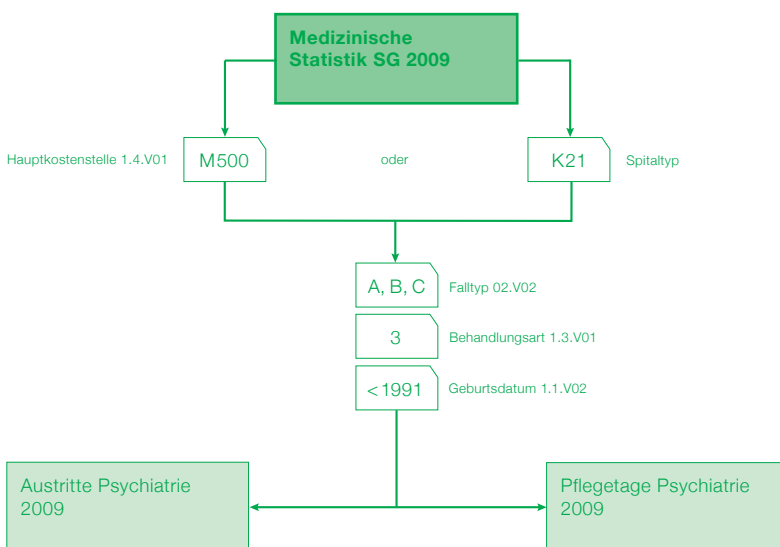 Medizinische
Statistik SG 2009
Hauptkostenstelle 1.4.V01
M500
oder
K21
Spitaltyp
A, B, C
Falltyp 02.V02
3
Behandlungsart 1.3.V01
<1991
Geburtsdatum 1.1.V02
Austritte Psychiatrie
2009
Pflegetage Psychiatrie
2009